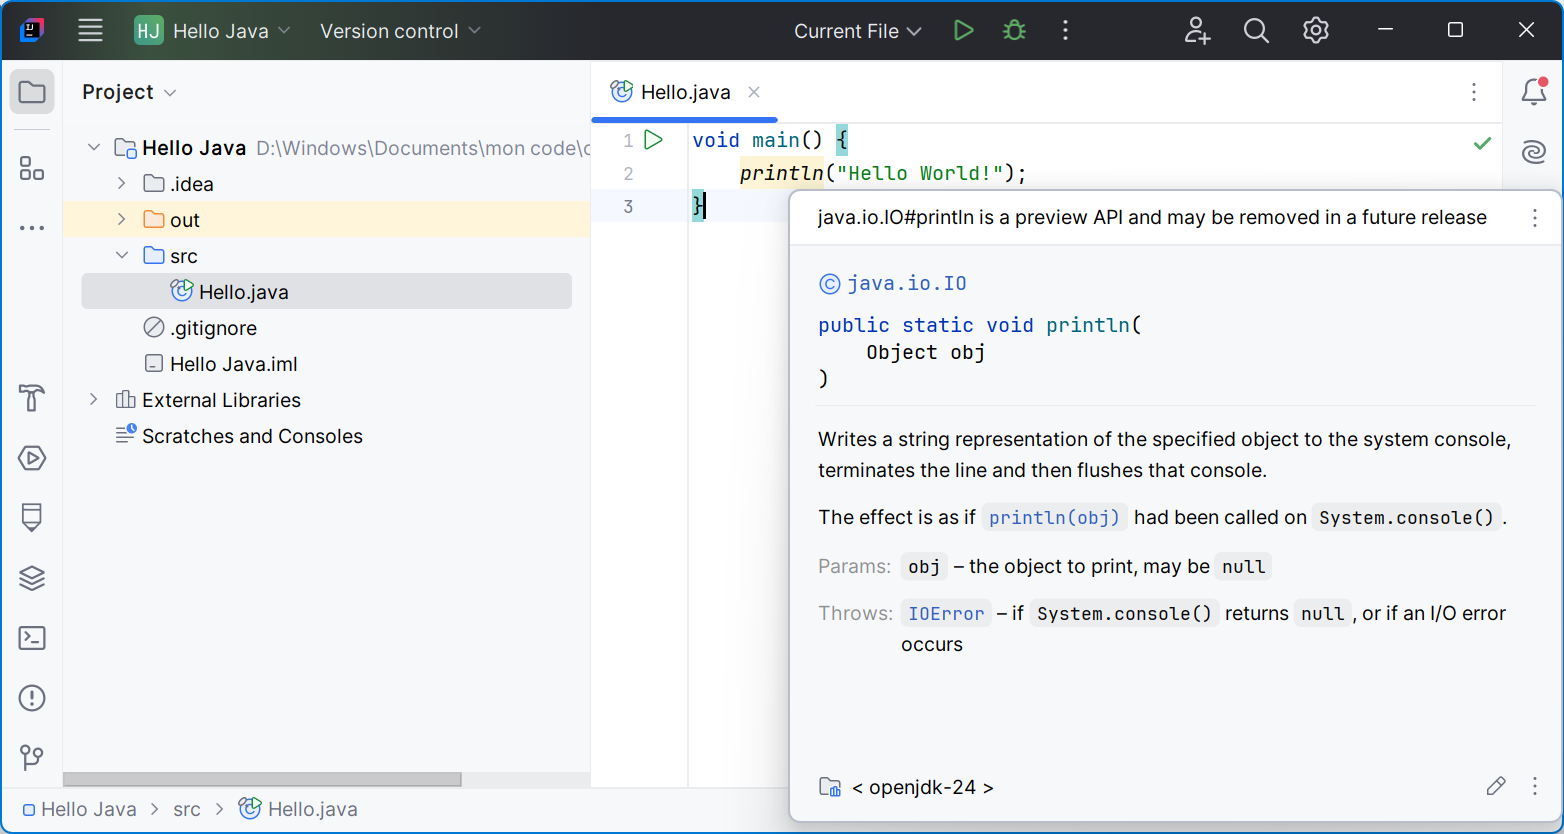 HJ Hello Java Version control Current File
Project
Hello Java D:\Windows\Documents\mon code\
.idea
out
src
Hello.java
.gitignore
Hello Java.iml
External Libraries
Scratches and Consoles
Hello.java
1 void main() {
2 println("Hello World!");
3 }
java.io.IO#println is a preview API and may be removed in a future release
java.io.IO
public static void println(
Object obj
)
Writes a string representation of the specified object to the system console,
terminates the line and then flushes that console.
The effect is as if println(obj) had been called on System.console().
Params: obj – the object to print, may be null
Throws: IOError – if System.console() returns null, or if an I/O error
occurs
< openjdk-24 >
Hello Java > src > Hello.java